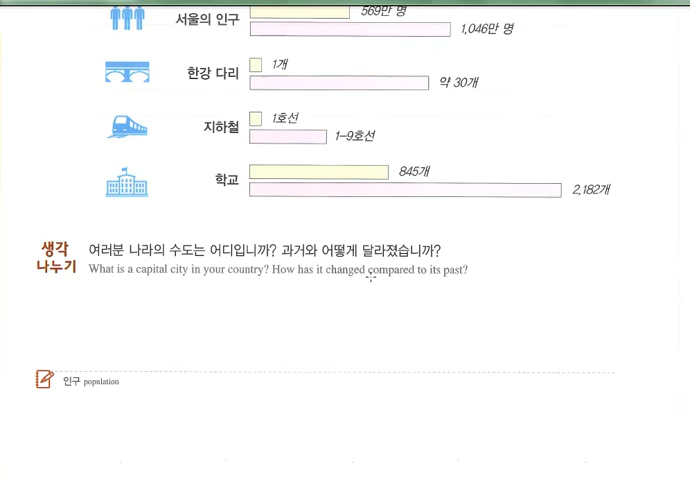 569만 명
서울의 인구
1,046만 명
1개
한강 다리
약 30개
1호선
지하철
1-9호선
845개
학교
2,182개
생각 여러분 나라의 수도는 어디입니까? 과거와 어떻게 달라졌습니까?
나누기 What is a capital city in your country? How has it changed compared to its past?
인구 population